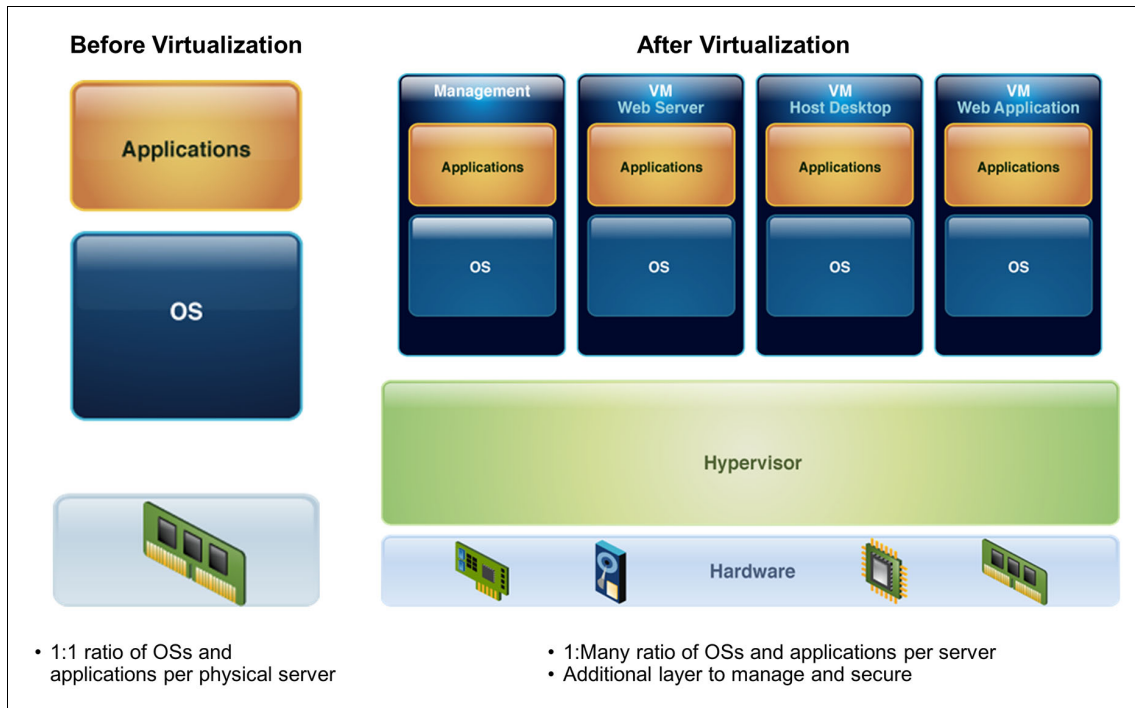 Before Virtualization
Applications
OS
• 1:1 ratio of OSs and
applications per physical server
After Virtualization
Management
Applications
OS
VM
Web Server
Applications
OS
VM
Host Desktop
Applications
OS
VM
Web Application
Applications
OS
Hypervisor
Hardware
• 1:Many ratio of OSs and applications per server
• Additional layer to manage and secure